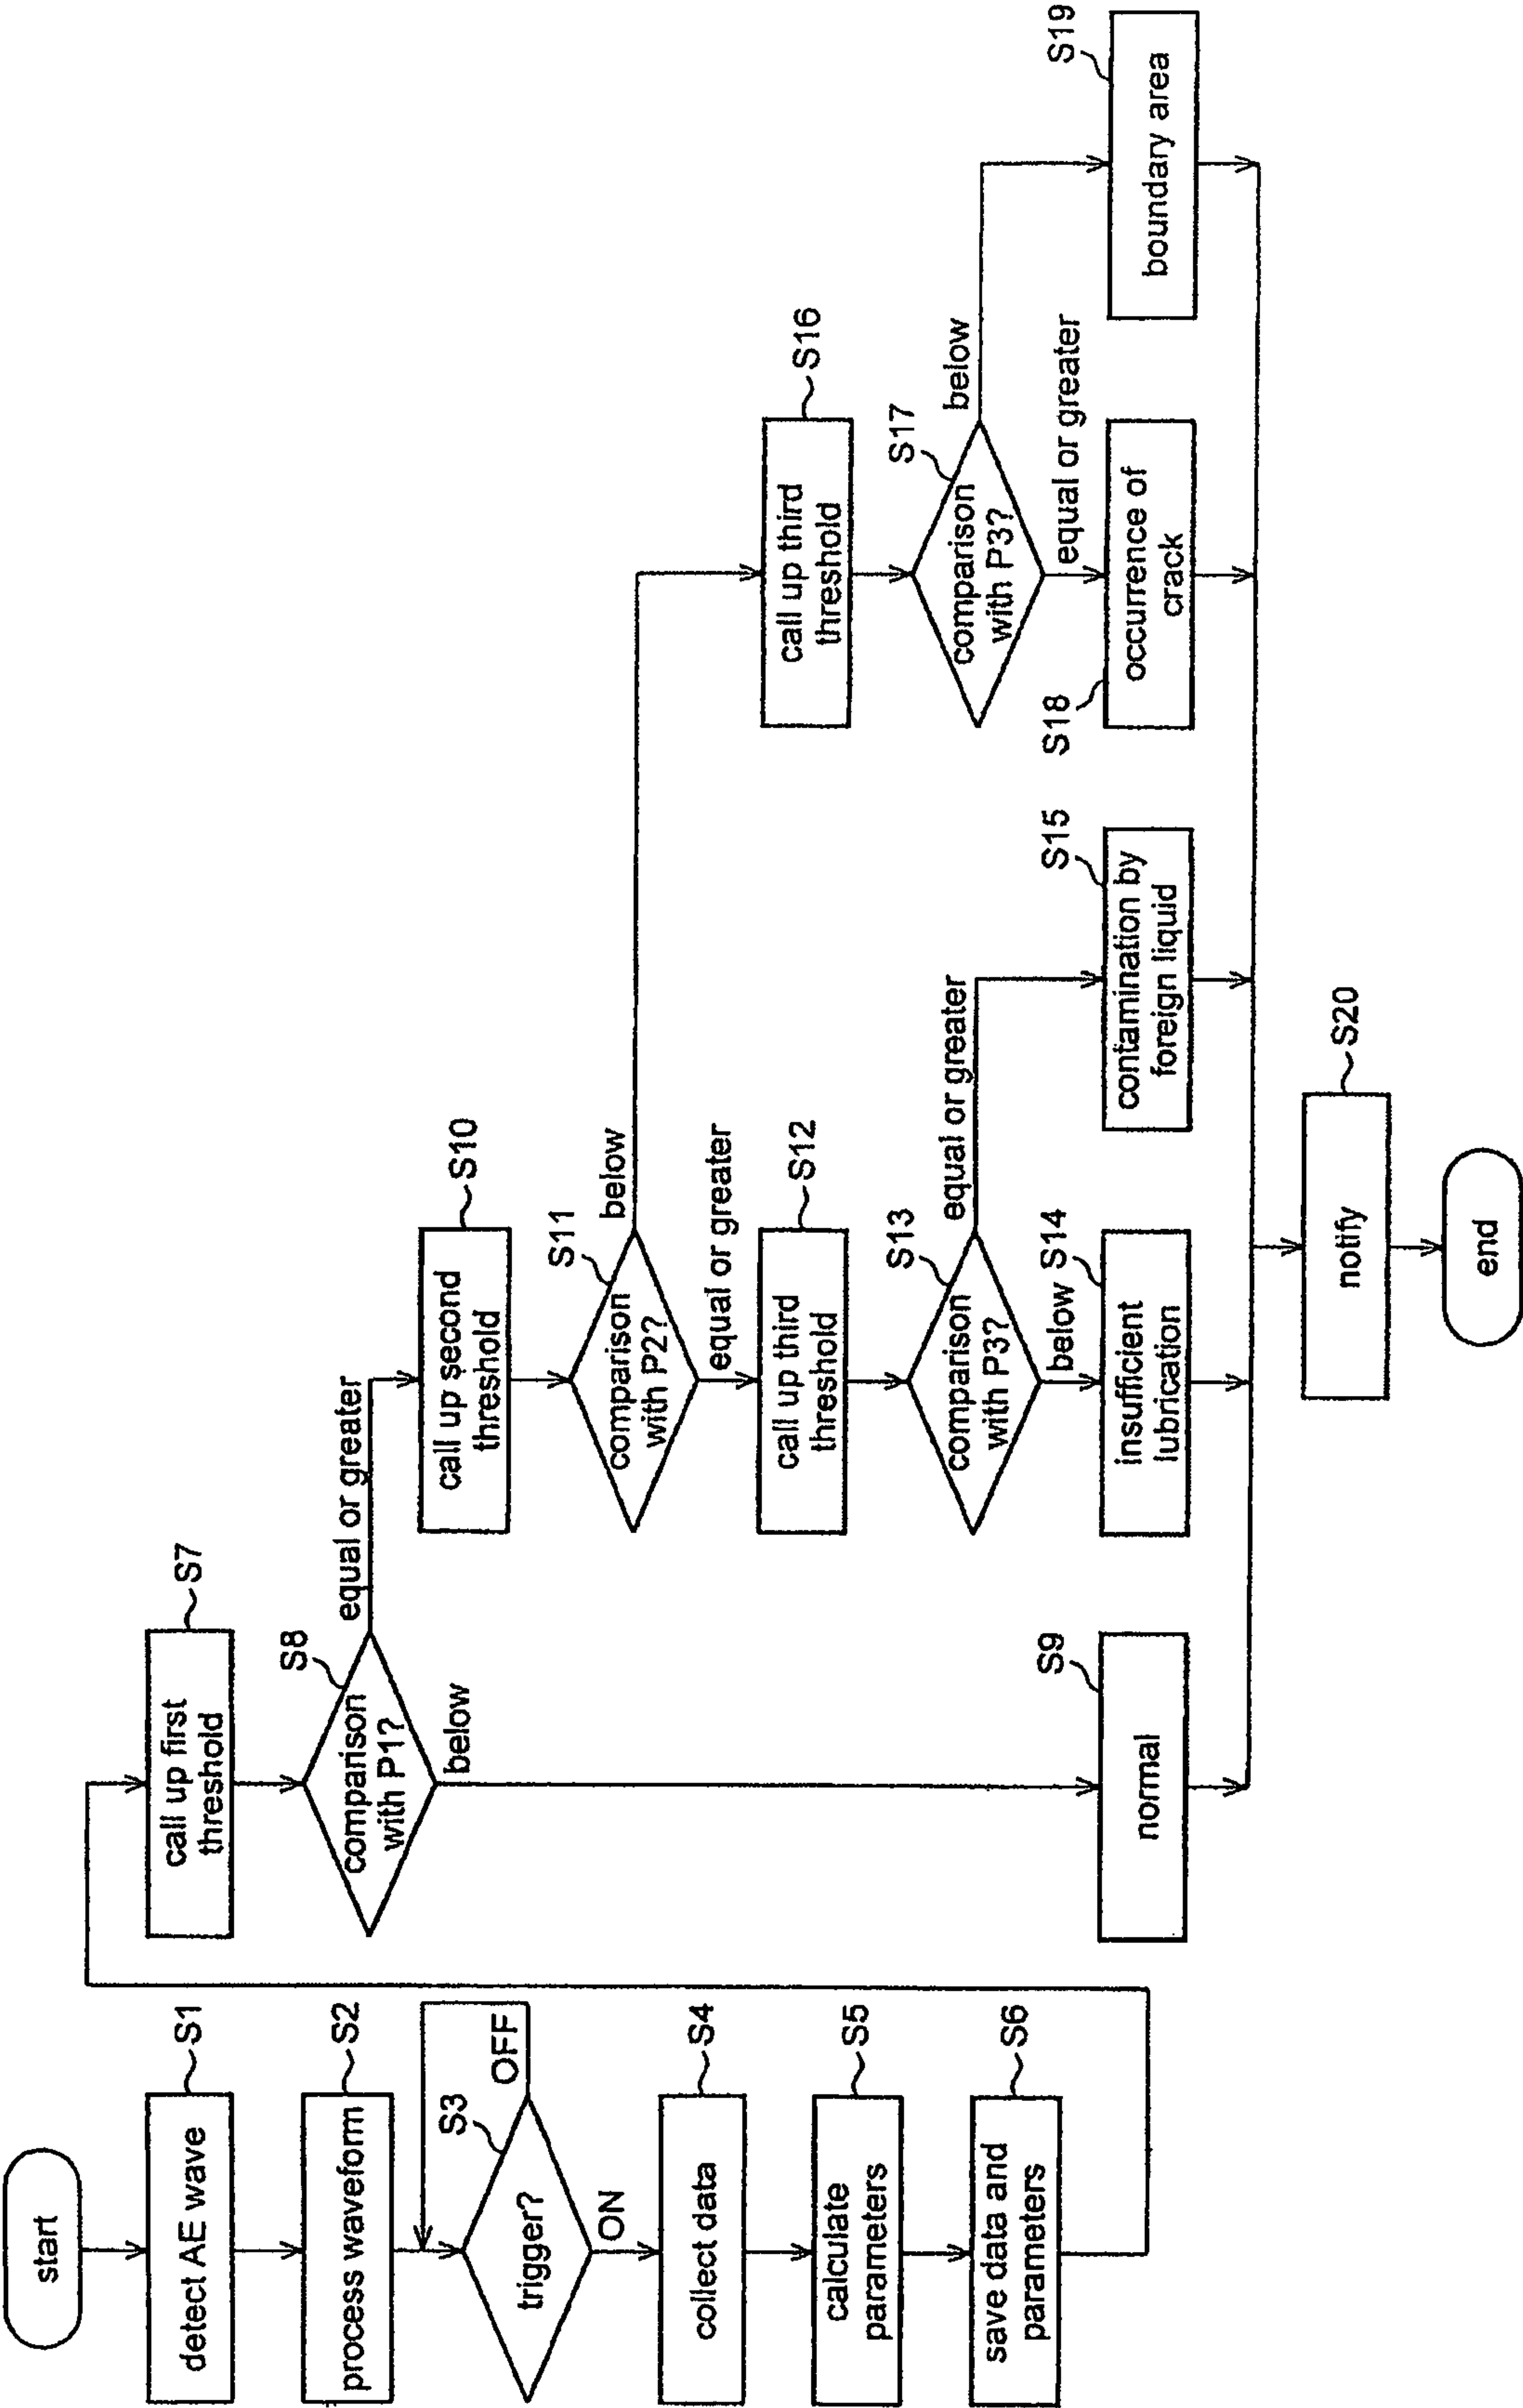 start
detect AE wave
S1
process waveform
S2
trigger?
S3
OFF
ON
collect data
S4
calculate
parameters
S5
save data and
parameters
S6
call up first
threshold
S7
comparison
with P1?
S8
equal or greater
below
normal
S9
call up second
threshold
S10
comparison
with P2?
S11
below
equal or greater
call up third
threshold
S12
comparison
with P3?
S13
equal or greater
below
insufficient
lubrication
S14
contamination by
foreign liquid
S15
call up third
threshold
S16
comparison
with P3?
S17
below
equal or greater
occurrence of
crack
S18
boundary area
S19
notify
S20
end